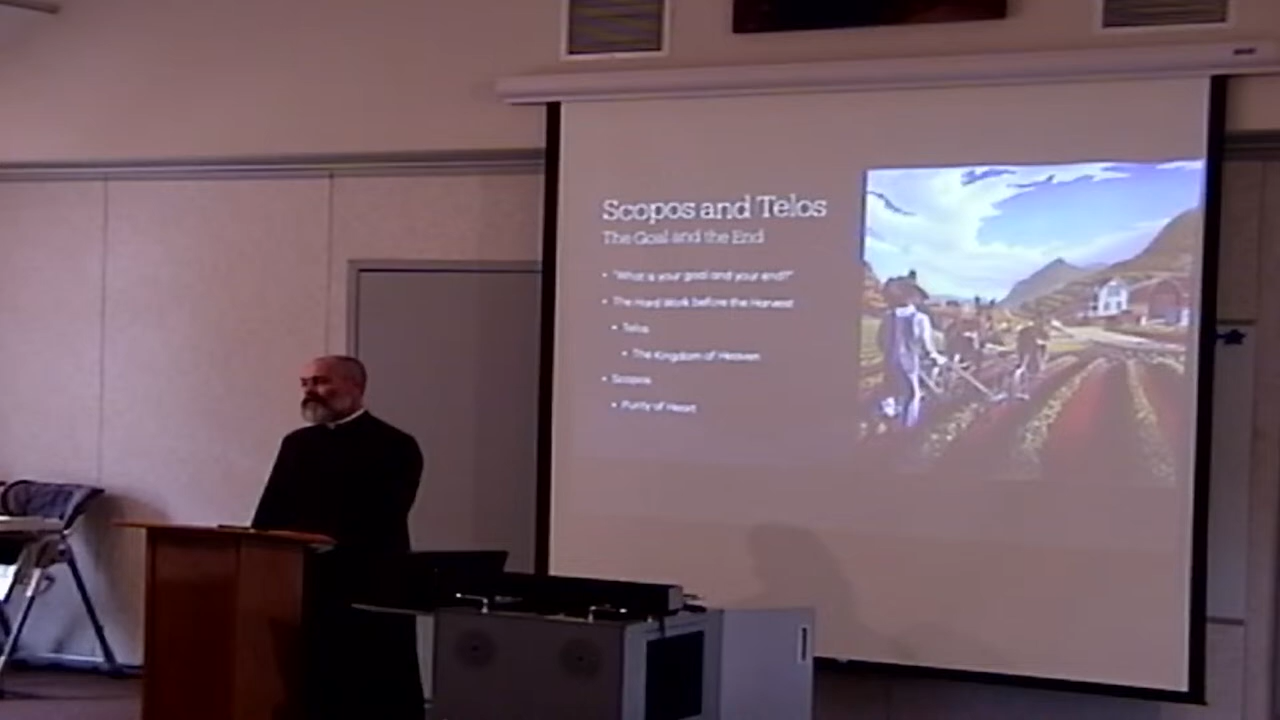 Scopos and Telos
The Goal and the End
• "What is your goal and your end?"
• The Hard Work before the Harvest
• Telos
• The Kingdom of Heaven
• Scopos
• Purity of Heart